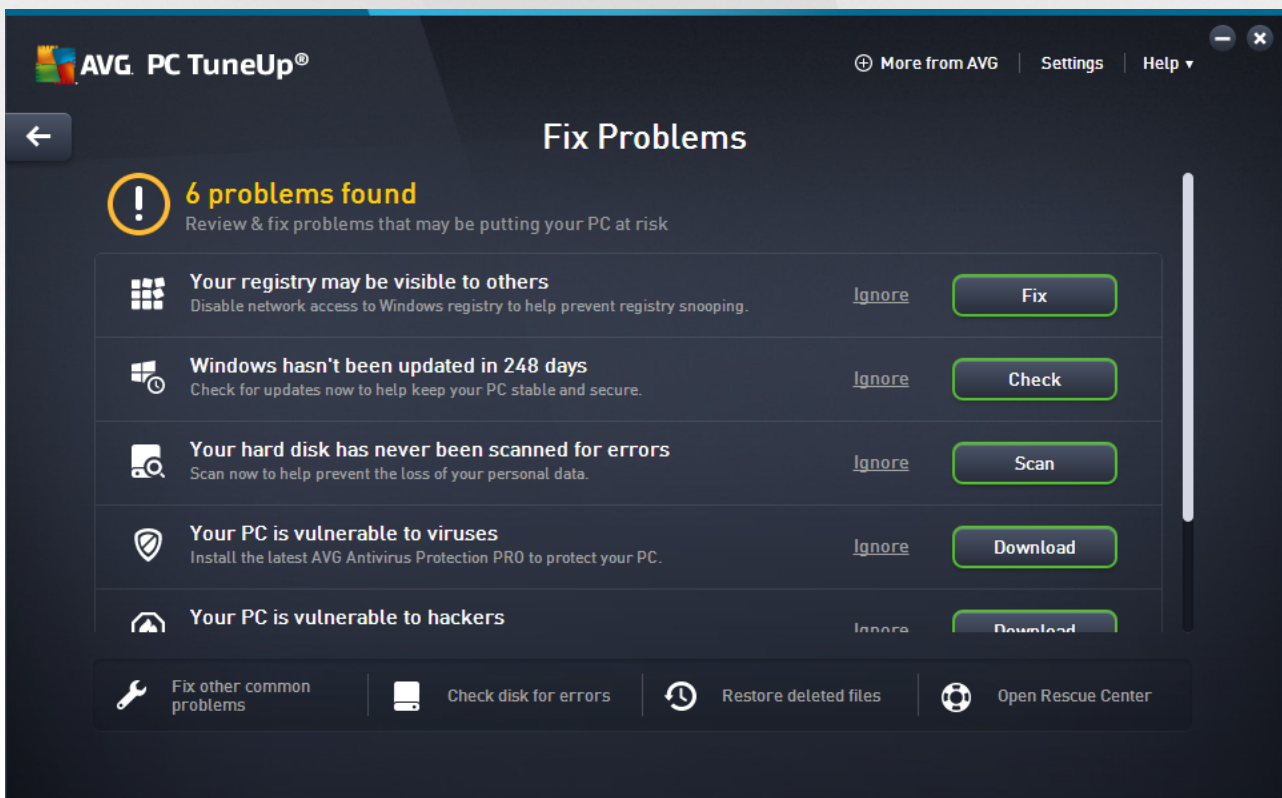 AVG PC TuneUp®
More from AVG
Settings
Help
Fix Problems
6 problems found
Review & fix problems that may be putting your PC at risk
Your registry may be visible to others
Disable network access to Windows registry to help prevent registry snooping.
Ignore
Fix
Windows hasn't been updated in 248 days
Check for updates now to help keep your PC stable and secure.
Ignore
Check
Your hard disk has never been scanned for errors
Scan now to help prevent the loss of your personal data.
Ignore
Scan
Your PC is vulnerable to viruses
Install the latest AVG Antivirus Protection PRO to protect your PC.
Ignore
Download
Your PC is vulnerable to hackers
Ignore
Download
Fix other common
problems
Check disk for errors
Restore deleted files
Open Rescue Center